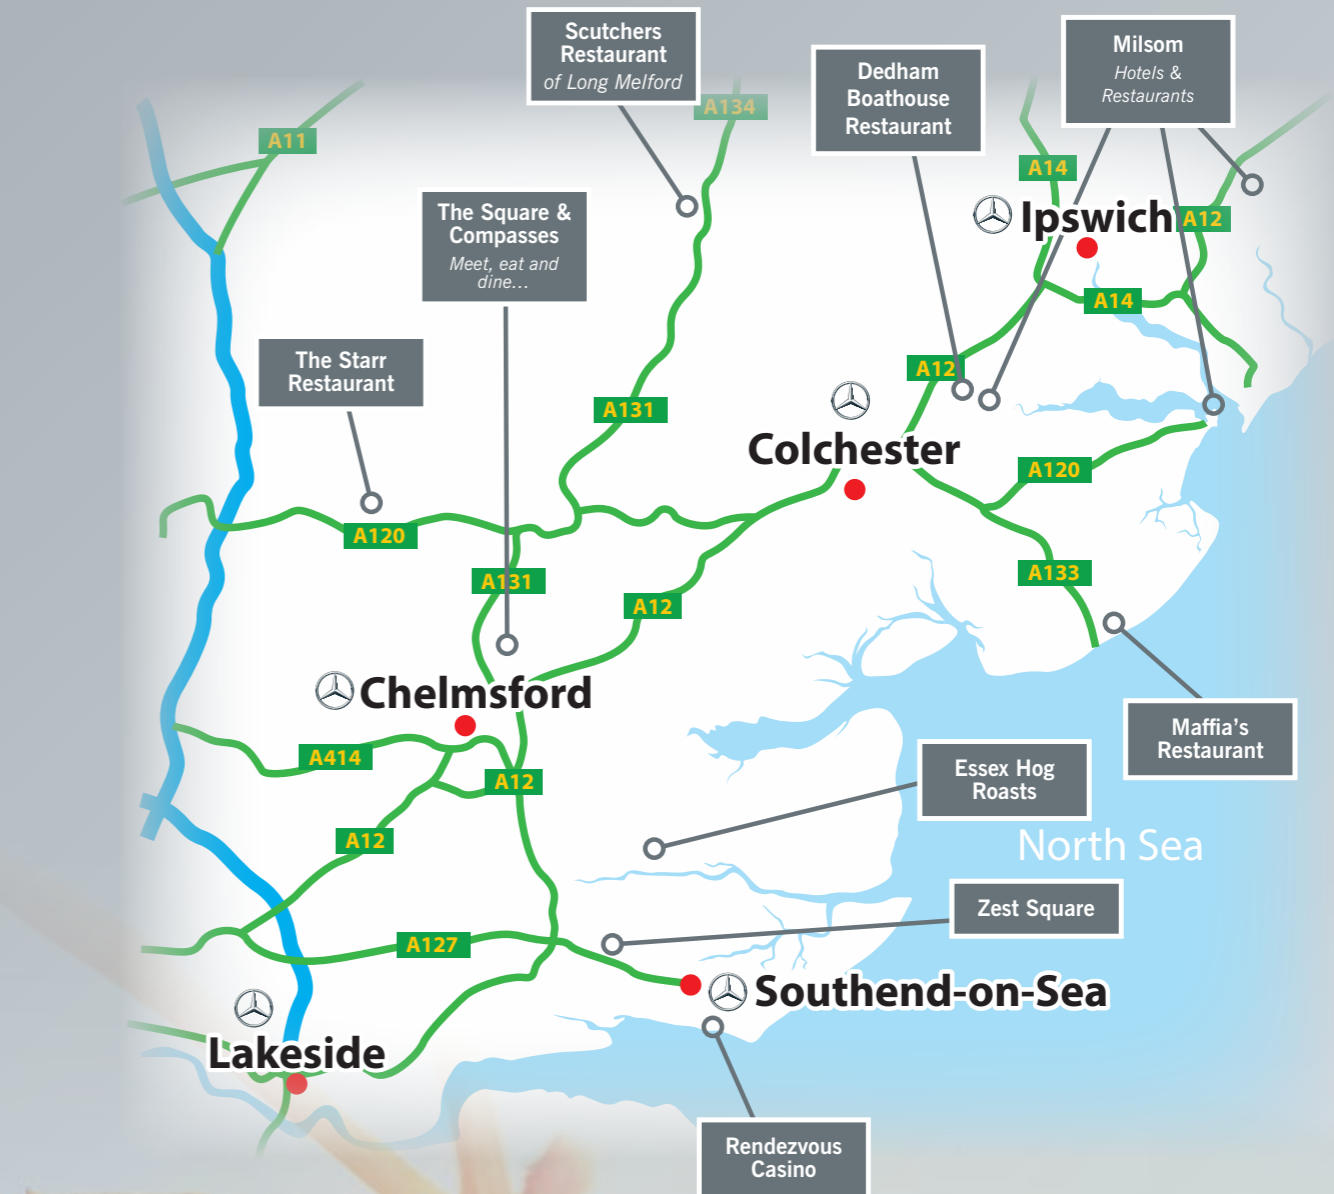 Scutchers
Restaurant
of Long Melford
Milsom
Hotels &
Restaurants
Dedham
Boathouse
Restaurant
A134
A11
A14
The Square &
Compasses
Meet, eat and
dine...
Ipswich
A12
A14
The Starr
Restaurant
A12
A131
Colchester
A120
A120
A131
A133
A12
Chelmsford
Maffia's
Restaurant
A414
A12
Essex Hog
Roasts
A12
North Sea
Zest Square
A127
Southend-on-Sea
Lakeside
Rendezvous
Casino